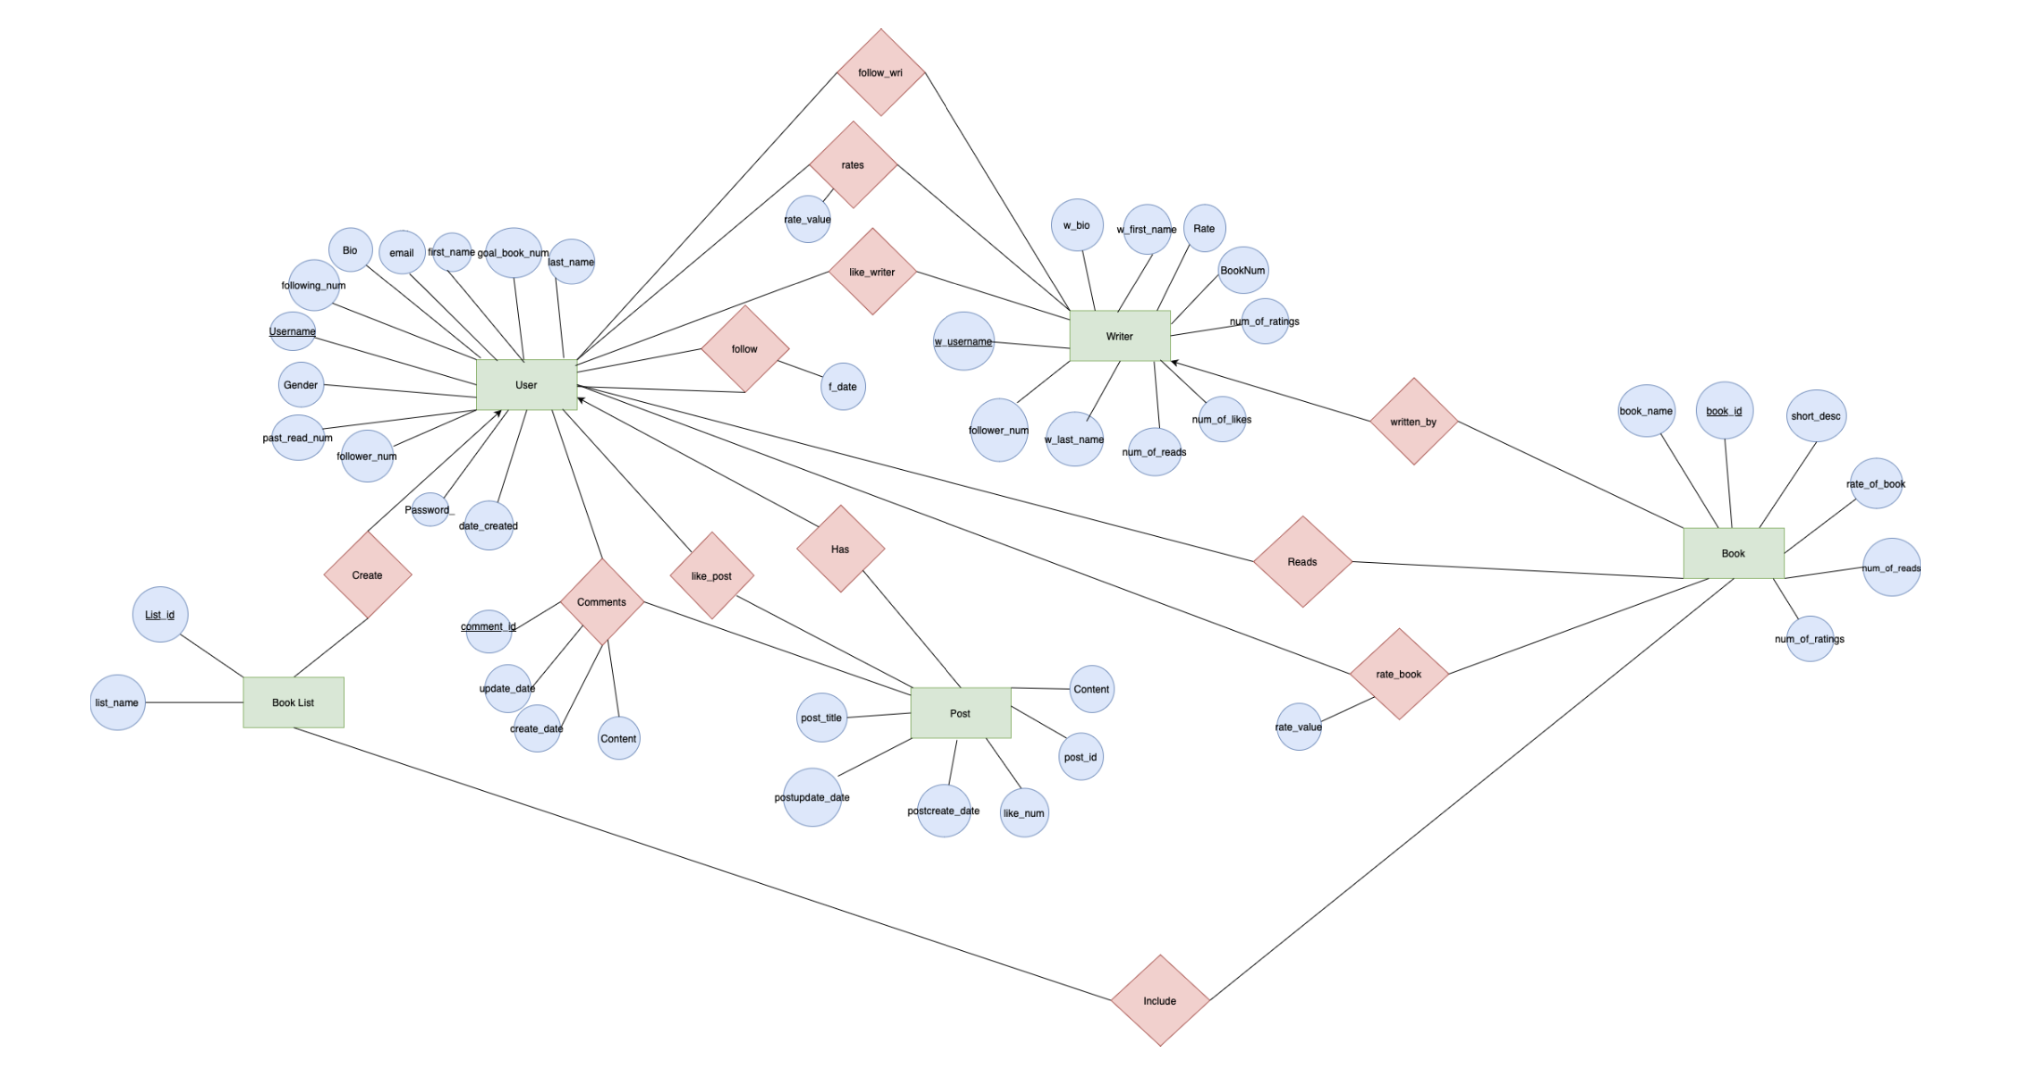 follow_wri
rates
rate_value
w_bio
w_first_name
Rate
Bio
email
first_name
goal_book_num
last_name
like_writer
BookNum
following_num
num_of_ratings
Username
w_username
Writer
follow
User
Gender
f_date
book_name
book_id
short_desc
written_by
num_of_likes
follower_num
w_last_name
num_of_reads
past_read_num
follower_num
rate_of_book
Password_
date_created
Has
Book
Reads
num_of_reads
Create
like_post
Comments
List_id
comment_id
num_of_ratings
rate_book
update_date
Content
list_name
Book List
post_title
Post
rate_value
create_date
Content
post_id
postupdate_date
postcreate_date
like_num
Include